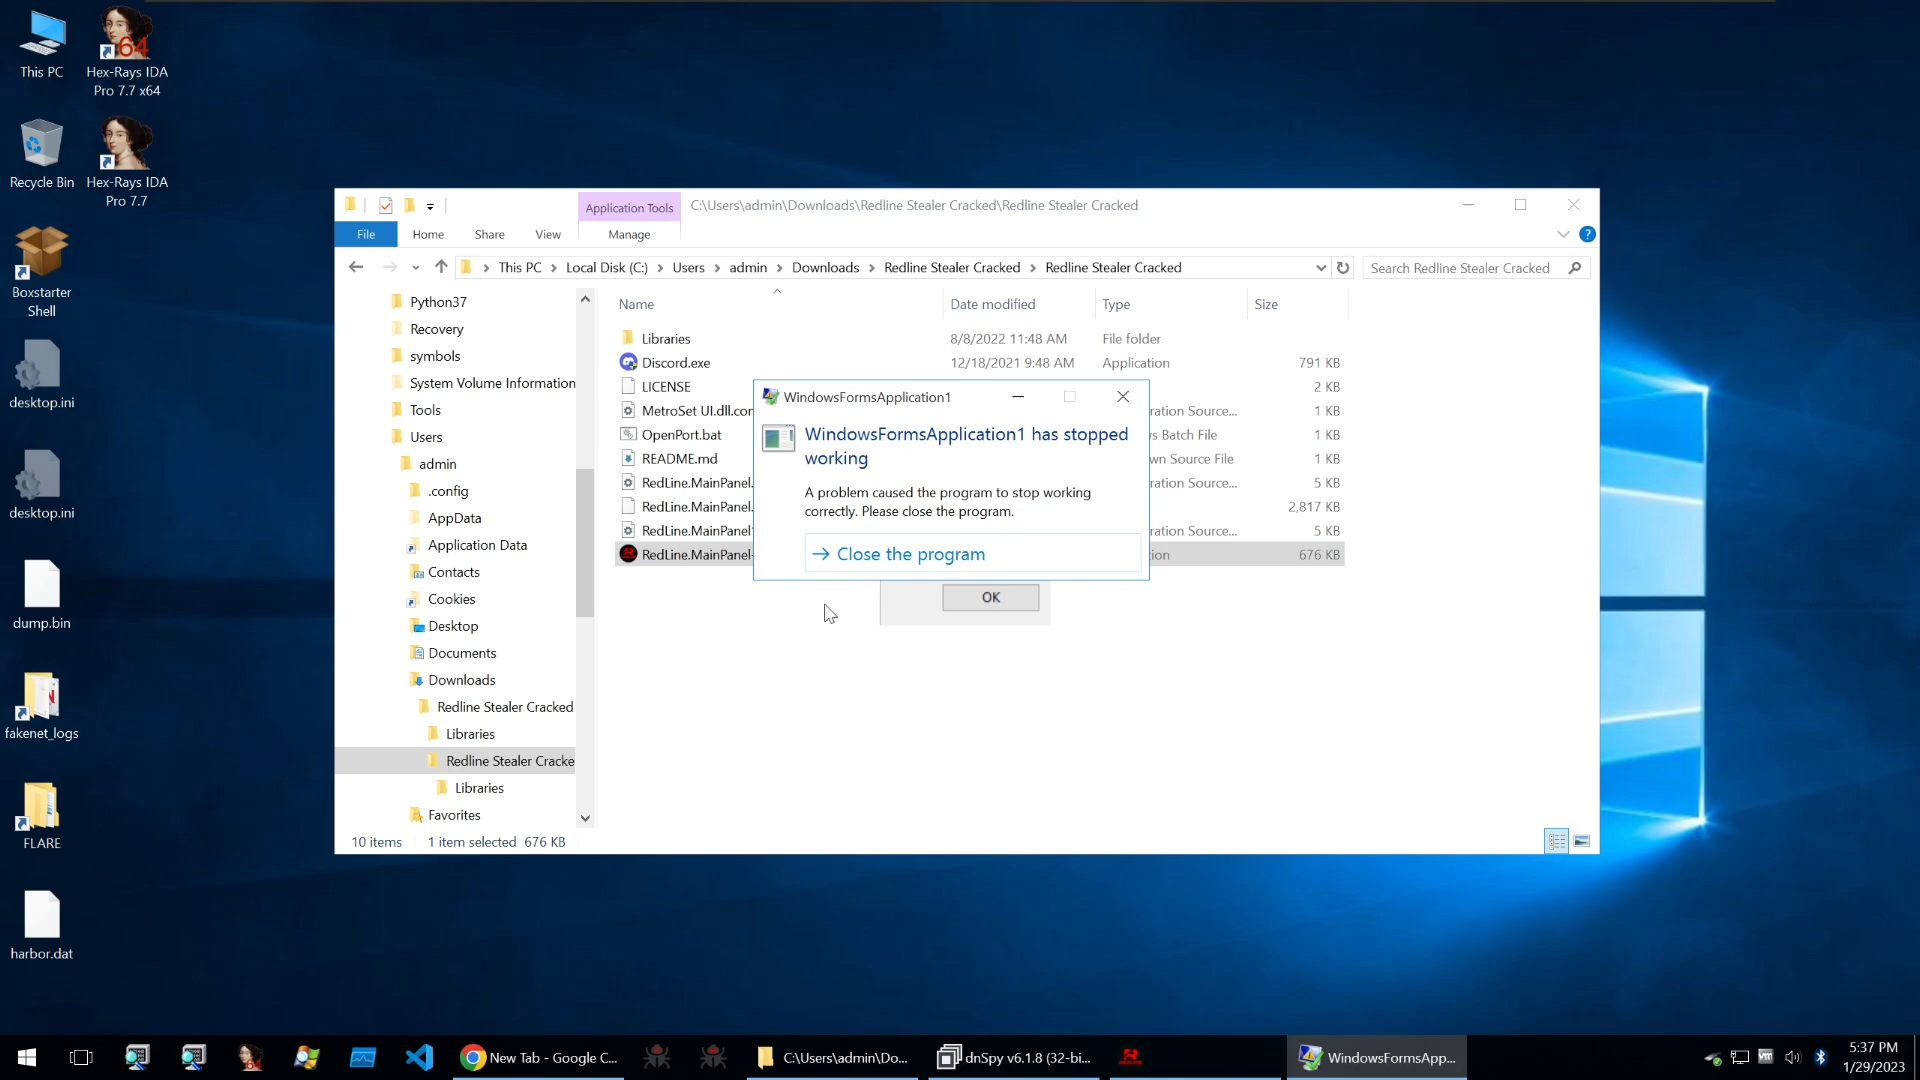 This PC
Hex-Rays IDA
Pro 7.7 x64
Recycle Bin
Hex-Rays IDA
Pro 7.7
Boxstarter
Shell
desktop.ini
desktop.ini
dump.bin
fakenet_logs
FLARE
harbor.dat
Application Tools
C:\Users\admin\Downloads\Redline Stealer Cracked\Redline Stealer Cracked
File
Home
Share
View
Manage
This PC
Local Disk (C:)
Users
admin
Downloads
Redline Stealer Cracked
Redline Stealer Cracked
Search Redline Stealer Cracked
Python37
Recovery
symbols
System Volume Information
Tools
Users
admin
.config
AppData
Application Data
Contacts
Cookies
Desktop
Documents
Downloads
Redline Stealer Cracked
Libraries
Redline Stealer Cracke
Libraries
Favorites
Name
Date modified
Type
Size
Libraries 8/8/2022 11:48 AM File folder
Discord.exe 12/18/2021 9:48 AM Application 791 KB
LICENSE 2 KB
MetroSet UI.dll.con ration Source... 1 KB
OpenPort.bat s Batch File 1 KB
README.md wn Source File 1 KB
RedLine.MainPanel. ration Source... 5 KB
RedLine.MainPanel. 2,817 KB
RedLine.MainPanel ration Source... 5 KB
RedLine.MainPanel- ion 676 KB
WindowsFormsApplication1
WindowsFormsApplication1 has stopped
working
A problem caused the program to stop working
correctly. Please close the program.
Close the program
OK
10 items 1 item selected 676 KB
New Tab - Google C...
C:\Users\admin\Do...
dnSpy v6.1.8 (32-bi...
WindowsFormsApp...
5:37 PM
1/29/2023